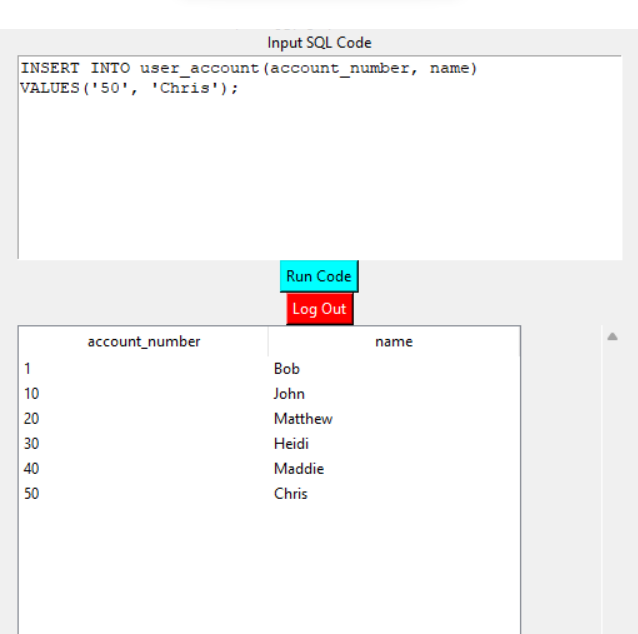 Input SQL Code
INSERT INTO user_account(account_number, name)
VALUES('50', 'Chris');
Run Code
Log Out
account_number name
1 Bob
10 John
20 Matthew
30 Heidi
40 Maddie
50 Chris